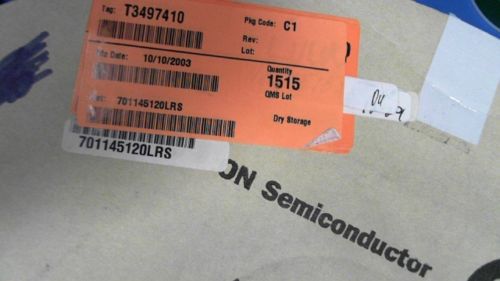 Tag: T3497410 Pkg Code: C1
Rev:
Lot:
Date: 10/10/2003
Quantity
1515
QMS Lot
701145120LRS Dry Storage
701145120LRS
ON Semiconductor